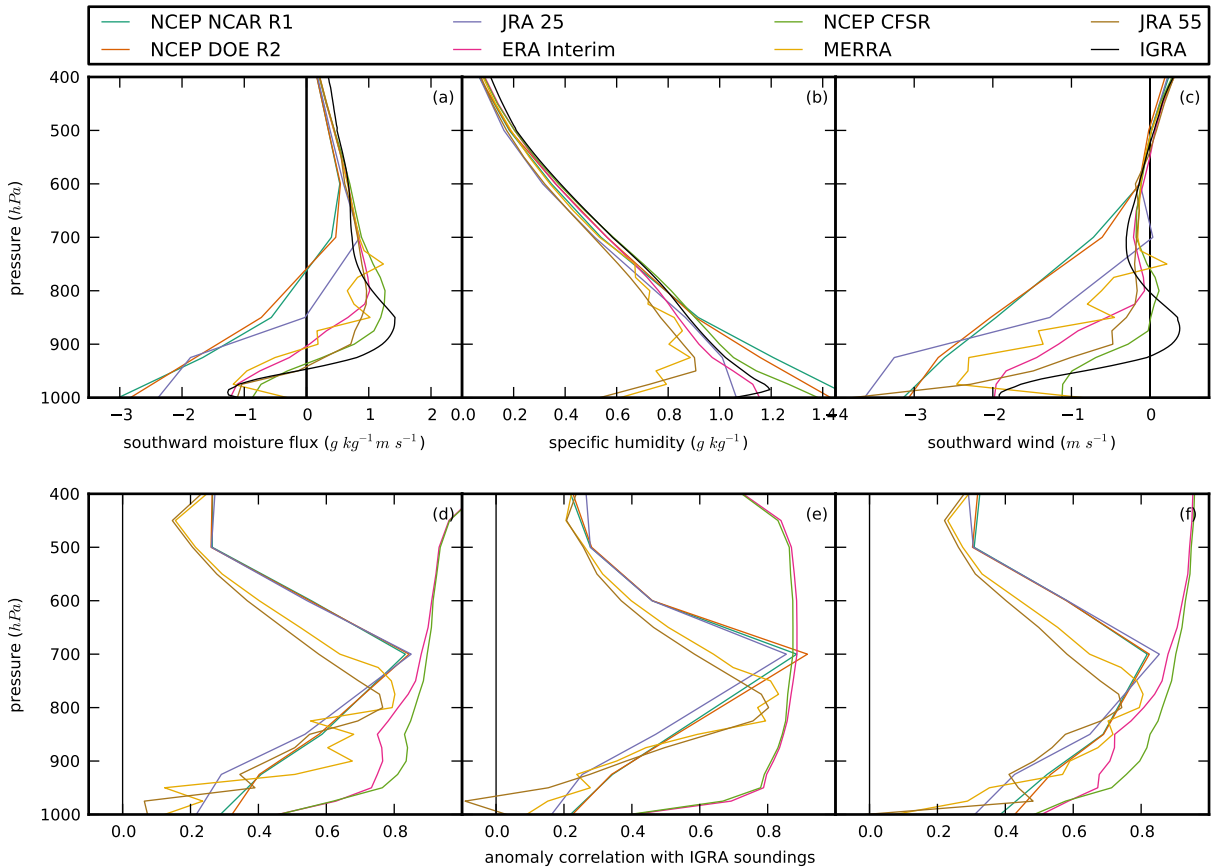 NCEP NCAR R1 JRA 25 NCEP CFSR JRA 55
NCEP DOE R2 ERA Interim MERRA IGRA
400 (a) (b) (c)
500
600
700
800
900
1000
pressure (hPa)
−3 −2 −1 0 1 2 0.0 0.2 0.4 0.6 0.8 1.0 1.2 1.4 −4 −3 −2 −1 0
southward moisture flux (g kg⁻¹ m s⁻¹) specific humidity (g kg⁻¹) southward wind (m s⁻¹)
400 (d) (e) (f)
500
600
700
800
900
1000
pressure (hPa)
0.0 0.2 0.4 0.6 0.8 0.0 0.2 0.4 0.6 0.8 0.0 0.2 0.4 0.6 0.8
anomaly correlation with IGRA soundings